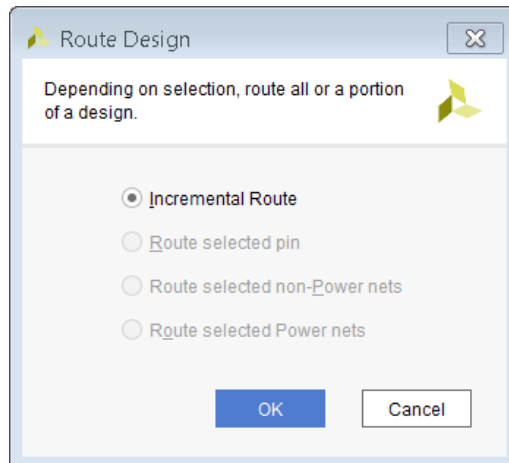 Route Design
Depending on selection, route all or a portion
of a design.
Incremental Route
Route selected pin
Route selected non-Power nets
Route selected Power nets
OK
Cancel